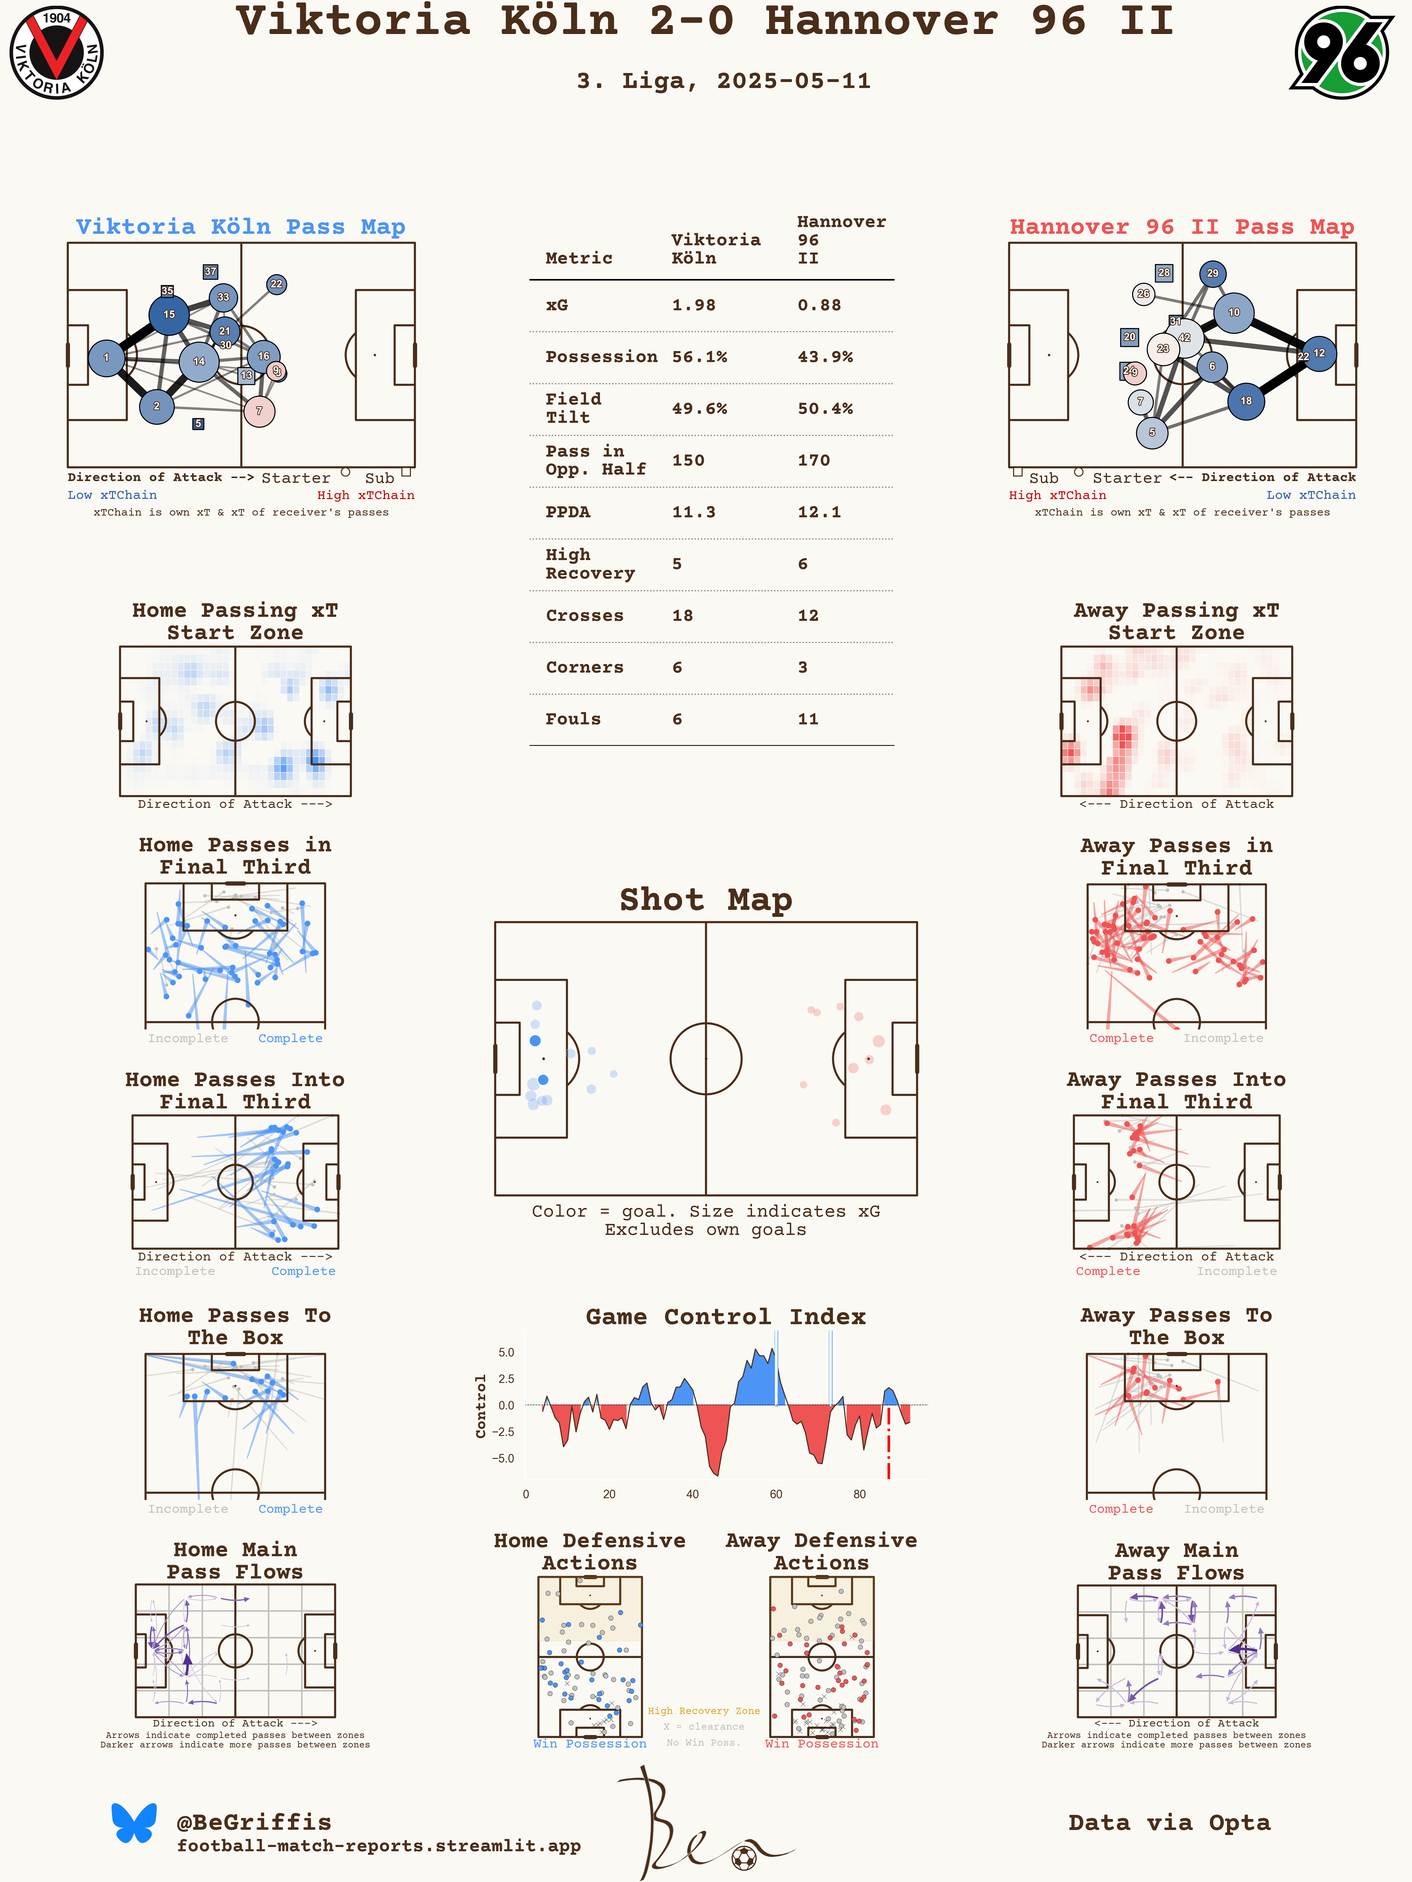 Viktoria Köln 2-0 Hannover 96 II
3. Liga, 2025-05-11
1904
VIKTORIA KÖLN
96
Viktoria Köln Pass Map
37
35
22
33
15
21
30
1
14
16
9
13
2
7
5
Direction of Attack --> Starter Sub
Low xTChain High xTChain
xTChain is own xT & xT of receiver's passes
Metric Viktoria Köln Hannover 96 II
xG 1.98 0.88
Possession 56.1% 43.9%
Field Tilt 49.6% 50.4%
Pass in Opp. Half 150 170
PPDA 11.3 12.1
High Recovery 5 6
Crosses 18 12
Corners 6 3
Fouls 6 11
Hannover 96 II Pass Map
28
29
26
10
31
20
42
23
22
12
6
9
7
18
5
Sub Starter <-- Direction of Attack
High xTChain Low xTChain
xTChain is own xT & xT of receiver's passes
Home Passing xT
Start Zone
Direction of Attack --->
Away Passing xT
Start Zone
<--- Direction of Attack
Home Passes in
Final Third
Incomplete Complete
Away Passes in
Final Third
Complete Incomplete
Shot Map
Color = goal. Size indicates xG
Excludes own goals
Home Passes Into
Final Third
Direction of Attack --->
Incomplete Complete
Away Passes Into
Final Third
<--- Direction of Attack
Complete Incomplete
Home Passes To
The Box
Incomplete Complete
Game Control Index
Control
5.0
2.5
0.0
−2.5
−5.0
0 20 40 60 80
Away Passes To
The Box
Complete Incomplete
Home Main
Pass Flows
Direction of Attack --->
Arrows indicate completed passes between zones
Darker arrows indicate more passes between zones
Home Defensive
Actions
Win Possession
High Recovery Zone
X = clearance
No Win Poss.
Away Defensive
Actions
Win Possession
Away Main
Pass Flows
<--- Direction of Attack
Arrows indicate completed passes between zones
Darker arrows indicate more passes between zones
@BeGriffis
football-match-reports.streamlit.app
Ben
Data via Opta